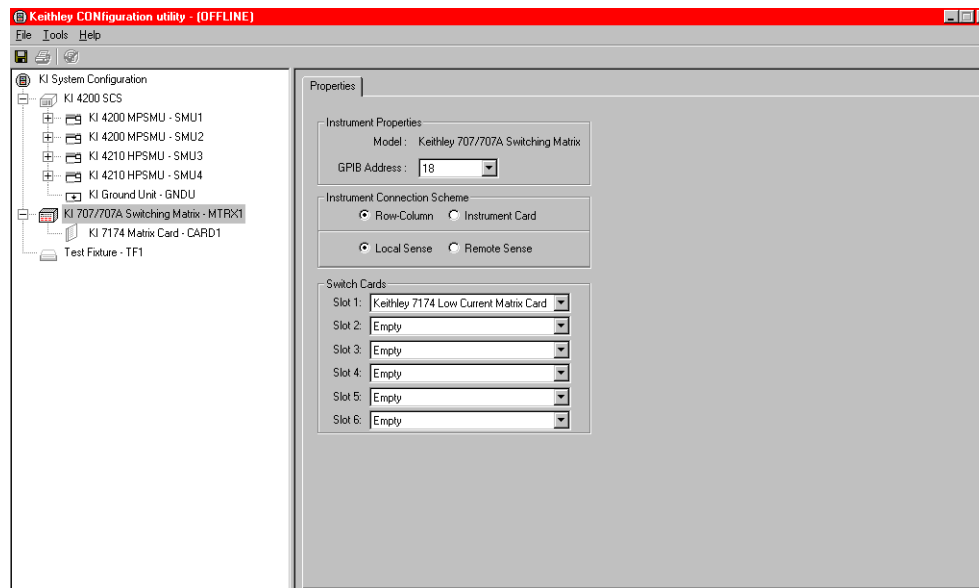 Keithley CONfiguration utility - (OFFLINE)
File Tools Help
KI System Configuration
KI 4200 SCS
KI 4200 MPSMU - SMU1
KI 4200 MPSMU - SMU2
KI 4210 HPSMU - SMU3
KI 4210 HPSMU - SMU4
KI Ground Unit - GNDU
KI 707/707A Switching Matrix - MTRX1
KI 7174 Matrix Card - CARD1
Test Fixture - TF1
Properties
Instrument Properties
Model: Keithley 707/707A Switching Matrix
GPIB Address: 18
Instrument Connection Scheme
Row-Column Instrument Card
Local Sense Remote Sense
Switch Cards
Slot 1: Keithley 7174 Low Current Matrix Card
Slot 2: Empty
Slot 3: Empty
Slot 4: Empty
Slot 5: Empty
Slot 6: Empty